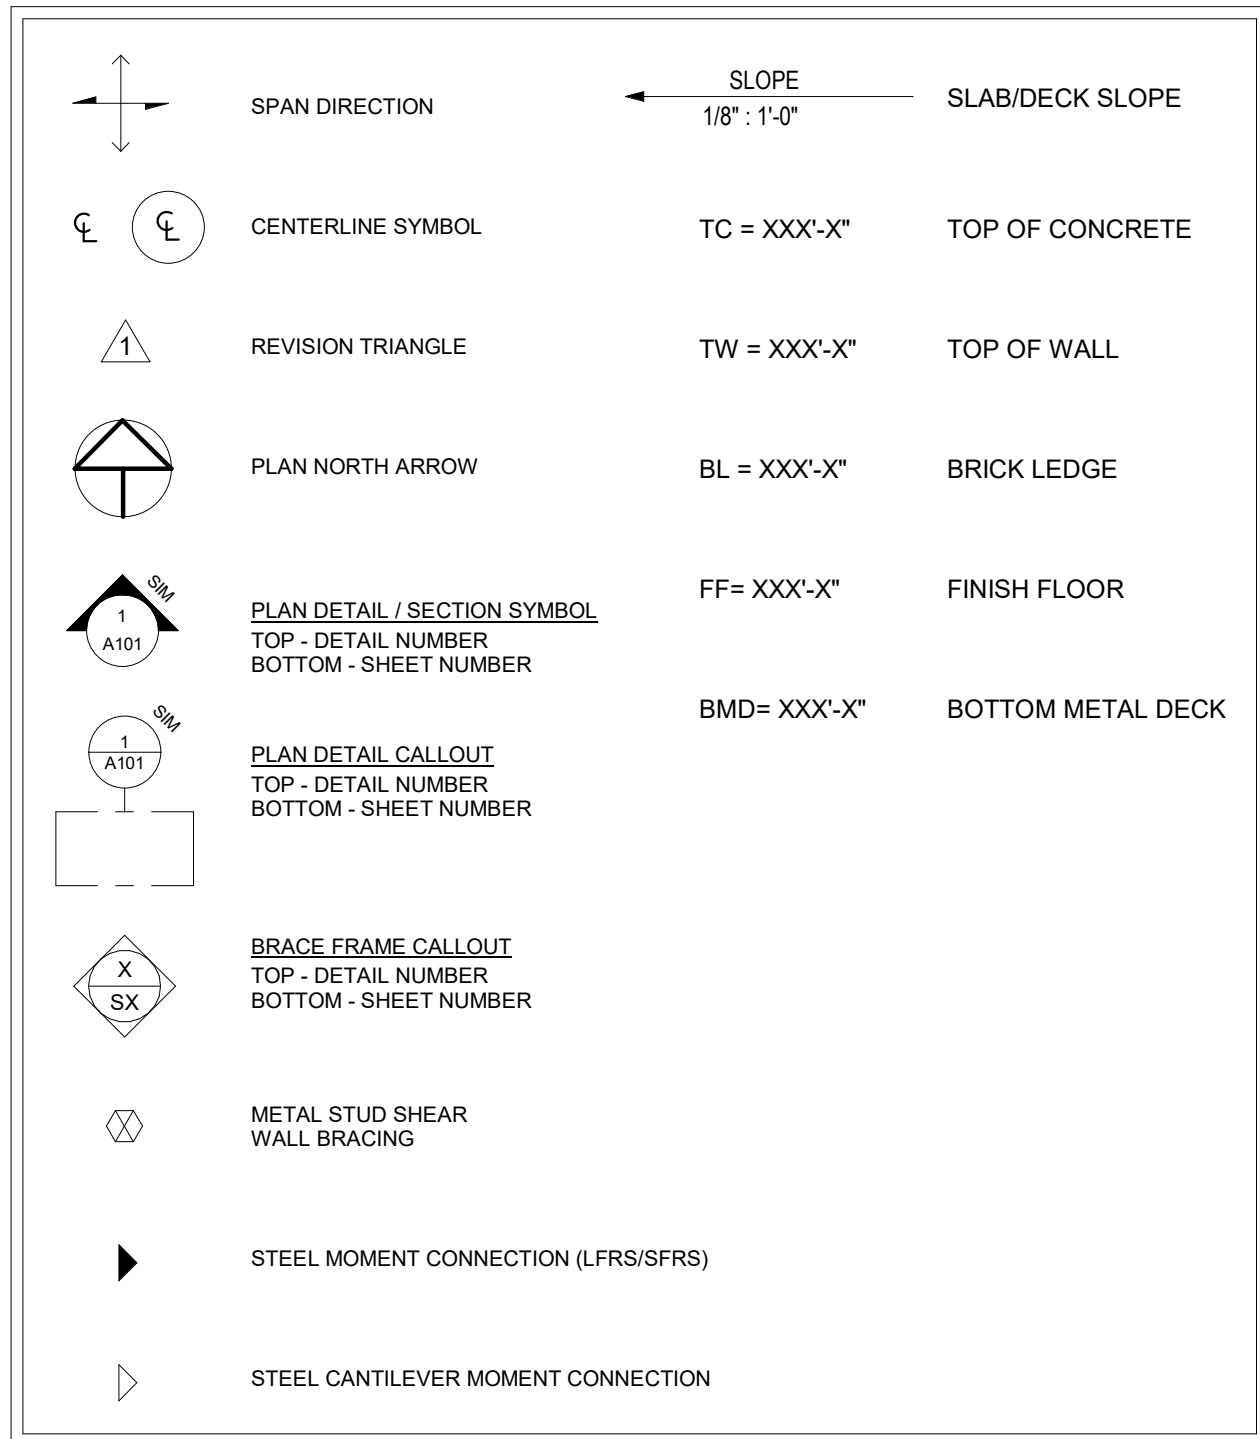 SPAN DIRECTION
℄ ℄ CENTERLINE SYMBOL
1 REVISION TRIANGLE
PLAN NORTH ARROW
SIM
1
A101
PLAN DETAIL / SECTION SYMBOL
TOP - DETAIL NUMBER
BOTTOM - SHEET NUMBER
SIM
1
A101
PLAN DETAIL CALLOUT
TOP - DETAIL NUMBER
BOTTOM - SHEET NUMBER
X
SX
BRACE FRAME CALLOUT
TOP - DETAIL NUMBER
BOTTOM - SHEET NUMBER
METAL STUD SHEAR
WALL BRACING
STEEL MOMENT CONNECTION (LFRS/SFRS)
STEEL CANTILEVER MOMENT CONNECTION
SLOPE
1/8" : 1'-0"
SLAB/DECK SLOPE
TC = XXX'-X" TOP OF CONCRETE
TW = XXX'-X" TOP OF WALL
BL = XXX'-X" BRICK LEDGE
FF= XXX'-X" FINISH FLOOR
BMD= XXX'-X" BOTTOM METAL DECK